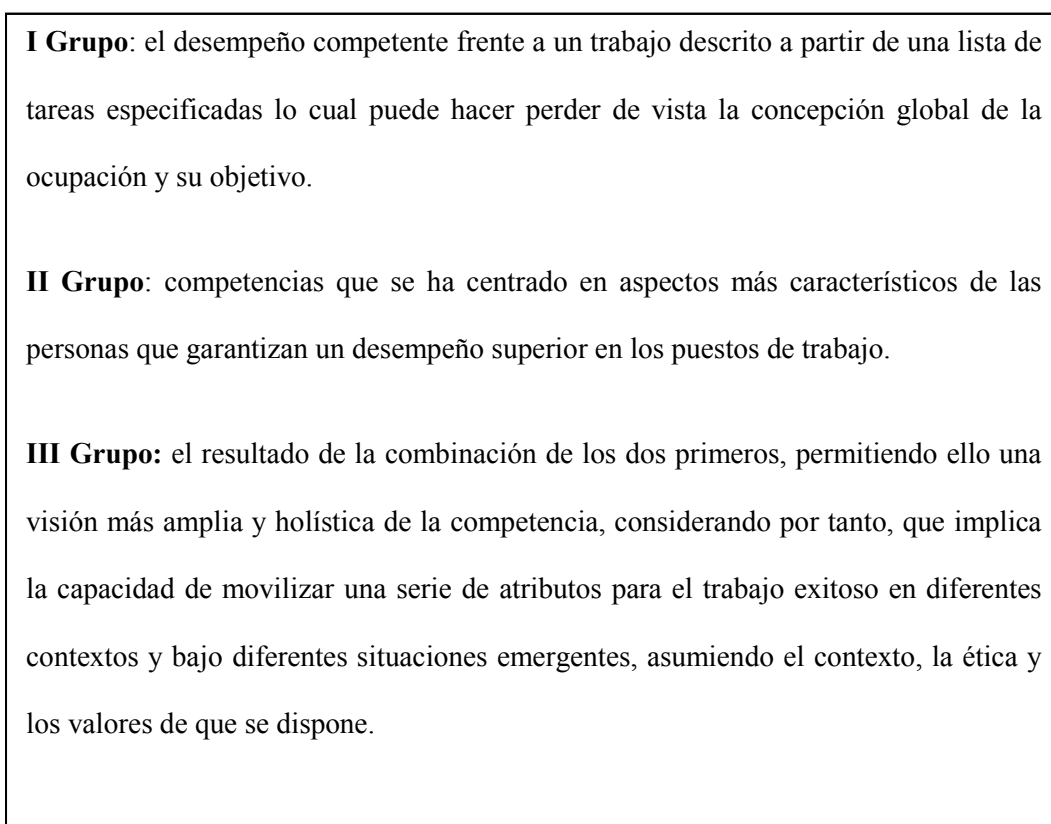 I Grupo: el desempeño competente frente a un trabajo descrito a partir de una lista de
tareas especificadas lo cual puede hacer perder de vista la concepción global de la
ocupación y su objetivo.
II Grupo: competencias que se ha centrado en aspectos más característicos de las
personas que garantizan un desempeño superior en los puestos de trabajo.
III Grupo: el resultado de la combinación de los dos primeros, permitiendo ello una
visión más amplia y holística de la competencia, considerando por tanto, que implica
la capacidad de movilizar una serie de atributos para el trabajo exitoso en diferentes
contextos y bajo diferentes situaciones emergentes, asumiendo el contexto, la ética y
los valores de que se dispone.